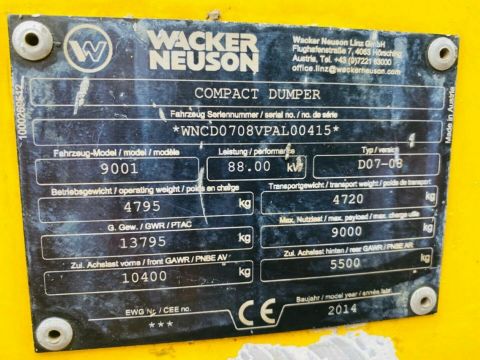 WACKER
NEUSON
Wacker Neuson Linz GmbH
Flughafenstraße 7, 4063 Hörsching
Austria, Tel. +43 (0)7221 63000
office.linz@wackerneuson.com
COMPACT DUMPER
Fahrzeug Seriennummer / serial no. / no. de série
*WNCD0708VPAL00415*
Fahrzeug-Model / model / modèle
9001
Leistung / performance
88.00 kW
Typ / version
D07-08
Betriebsgewicht / operating weight / poids en charge
4795 kg
Transportgewicht / transport weight / poids de transport
4720 kg
G. Gew. / GWR / PTAC
13795 kg
Max. Nutzlast / max. payload / max. charge utile
9000 kg
Zul. Achslast vorne / front GAWR / PNBE AV
10400 kg
Zul. Achslast hinten / rear GAWR / PNBE AR
5500 kg
EWG Nr. / CEE no.
***
CE
Baujahr / model year / année fabr.
2014
Made in Austria